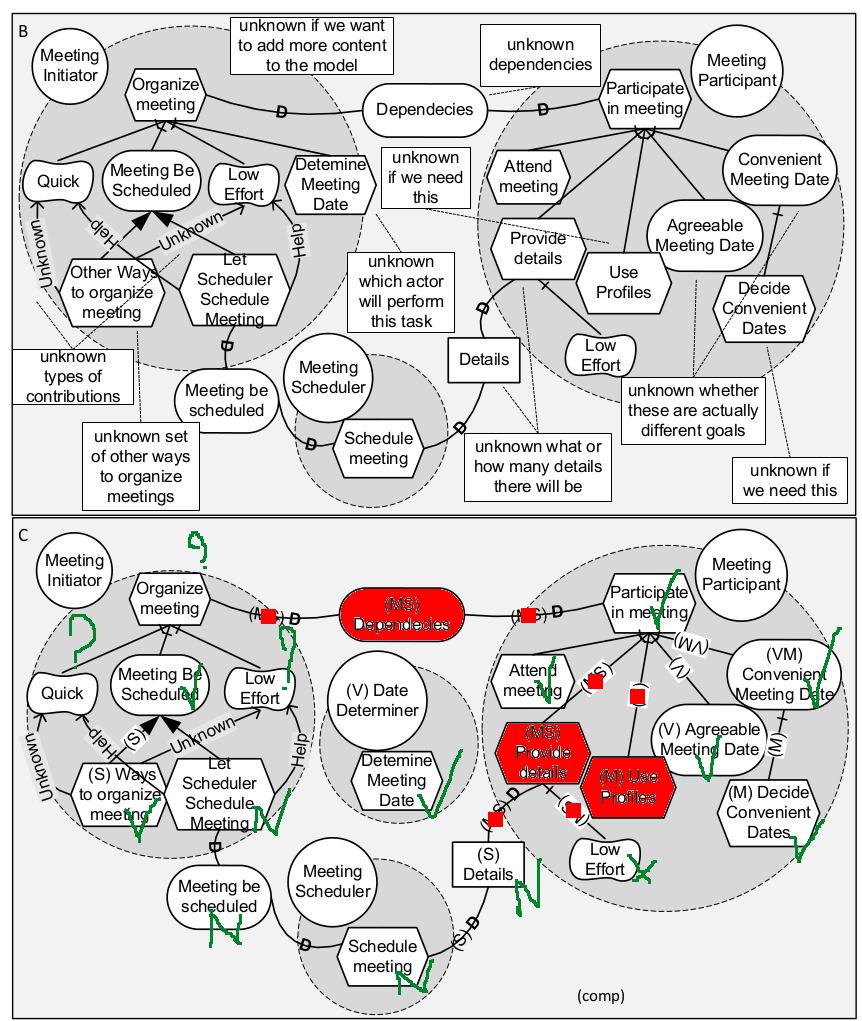 B
Meeting
Initiator
unknown if we want
to add more content
to the model
unknown
dependencies
Meeting
Participant
Organize
meeting
D
Dependecies
D
Participate
in meeting
Quick
Meeting Be
Scheduled
Low
Effort
Detemine
Meeting
Date
unknown
if we need
this
Attend
meeting
Convenient
Meeting Date
Unknown
Help
Unknown
Help
Agreeable
Meeting Date
Provide
details
Other Ways
to organize
meeting
Let
Scheduler
Schedule
Meeting
unknown
which actor
will perform
this task
Use
Profiles
Decide
Convenient
Dates
D
D
unknown
types of
contributions
Meeting be
scheduled
Meeting
Scheduler
Details
Low
Effort
unknown whether
these are actually
different goals
unknown set
of other ways
to organize
meetings
D
Schedule
meeting
D
unknown what or
how many details
there will be
unknown if
we need this
C
Meeting
Initiator
?
Organize
meeting
D
(MS)
Dependecies
D
Participate
in meeting
Meeting
Participant
?
?
Quick
Meeting Be
Scheduled
Low
Effort
(V) Date
Determiner
Attend
meeting
(VM)
(V)
(VM)
Convenient
Meeting Date
Unknown
Help
(S)
Unknown
Help
(MS)
Provide
details
(V) Agreeable
Meeting Date
(M)
(S) Ways
to organize
meeting
Let
Scheduler
Schedule
Meeting
N
Detemine
Meeting
Date
(M) Use
Profiles
(M) Decide
Convenient
Dates
D
D
Meeting be
scheduled
N
Meeting
Scheduler
(S)
Details
N
Low
Effort
D
Schedule
meeting
N
(S)
D
(comp)